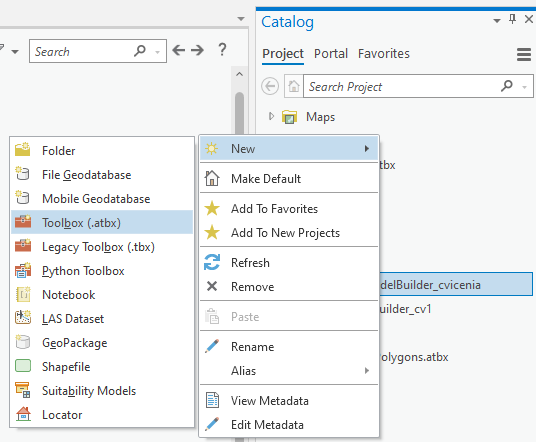 Catalog
Project Portal Favorites
Search
Search Project
Maps
Folder
File Geodatabase
Mobile Geodatabase
Toolbox (.atbx)
Legacy Toolbox (.tbx)
Python Toolbox
Notebook
LAS Dataset
GeoPackage
Shapefile
Suitability Models
Locator
New
Make Default
Add To Favorites
Add To New Projects
Refresh
Remove
Paste
Rename
Alias
View Metadata
Edit Metadata
tbx
delBuilder_cvicenia
uilder_cv1
olygons.atbx